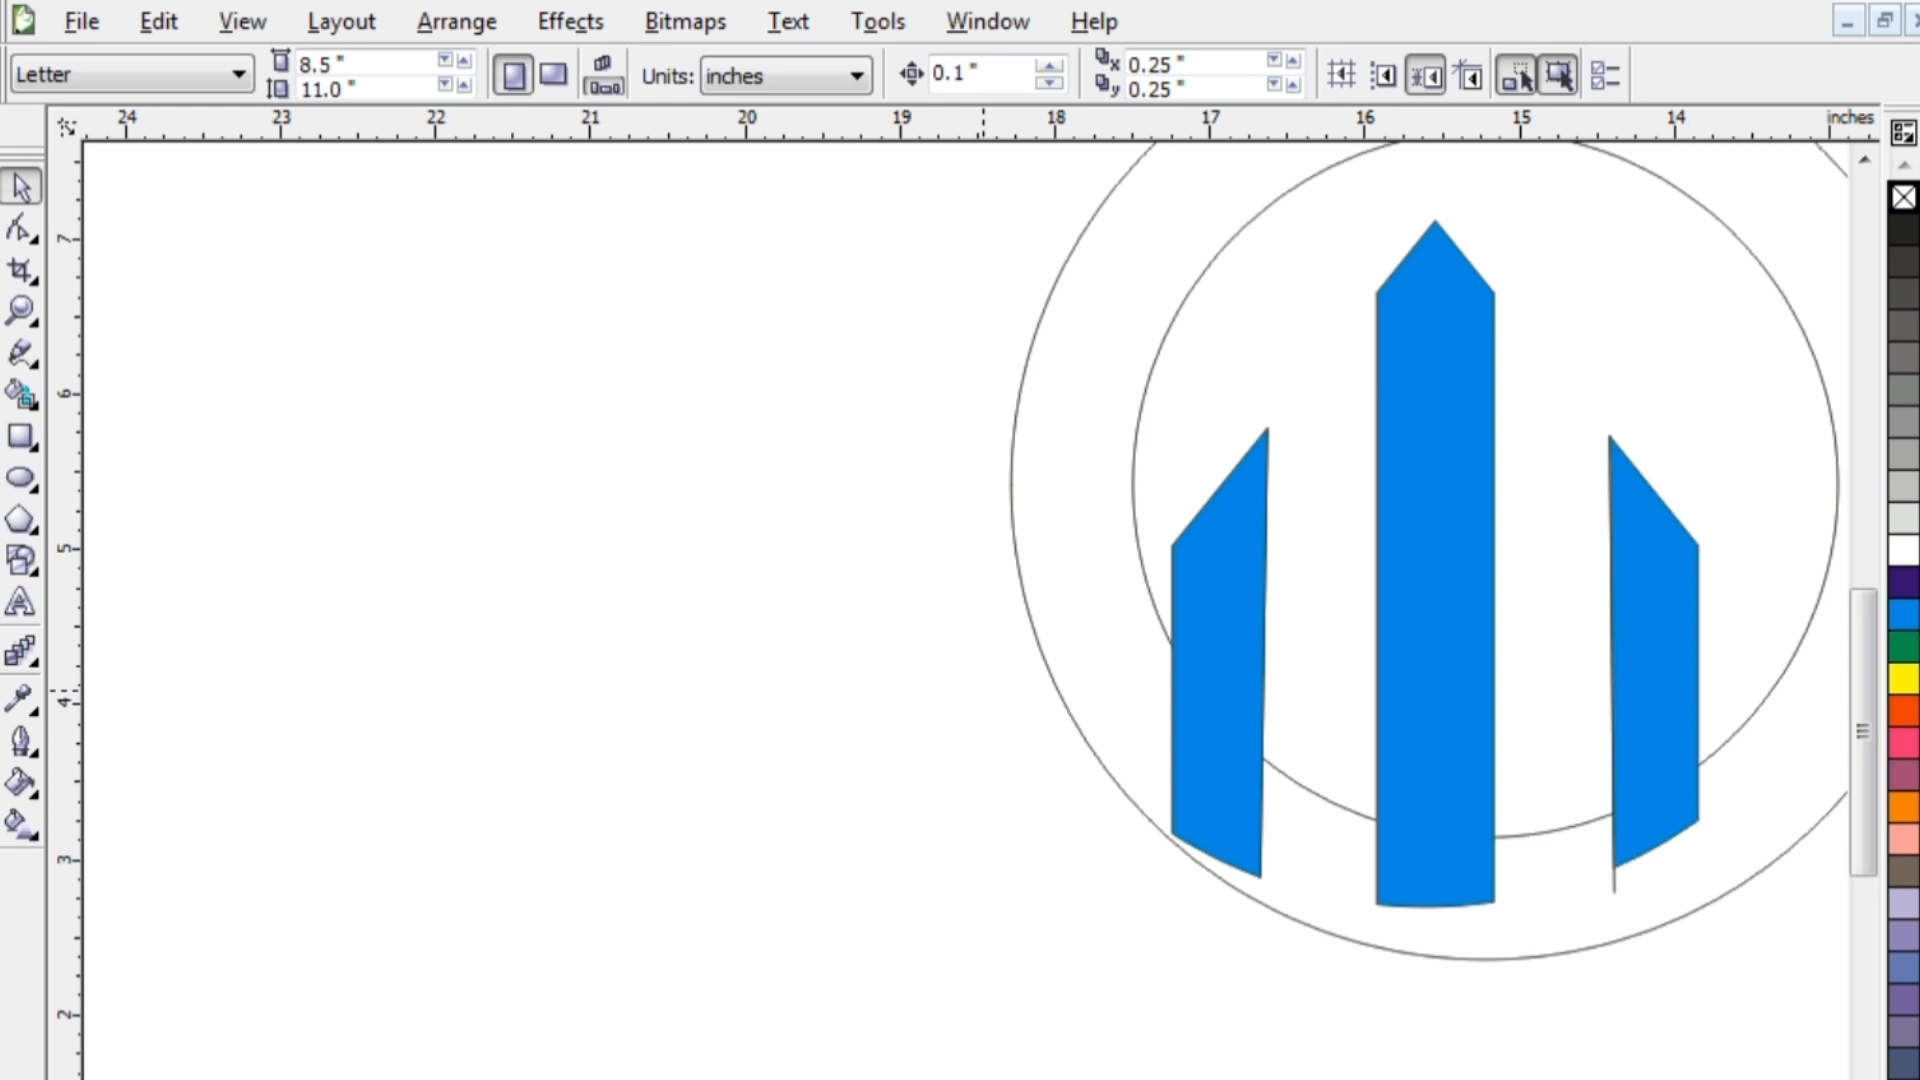 File Edit View Layout Arrange Effects Bitmaps Text Tools Window Help
Letter 8.5 " Units: inches 0.1 " x 0.25 "
11.0 " y 0.25 "
24 23 22 21 20 19 18 17 16 15 14 inches
7
6
5
4
3
2